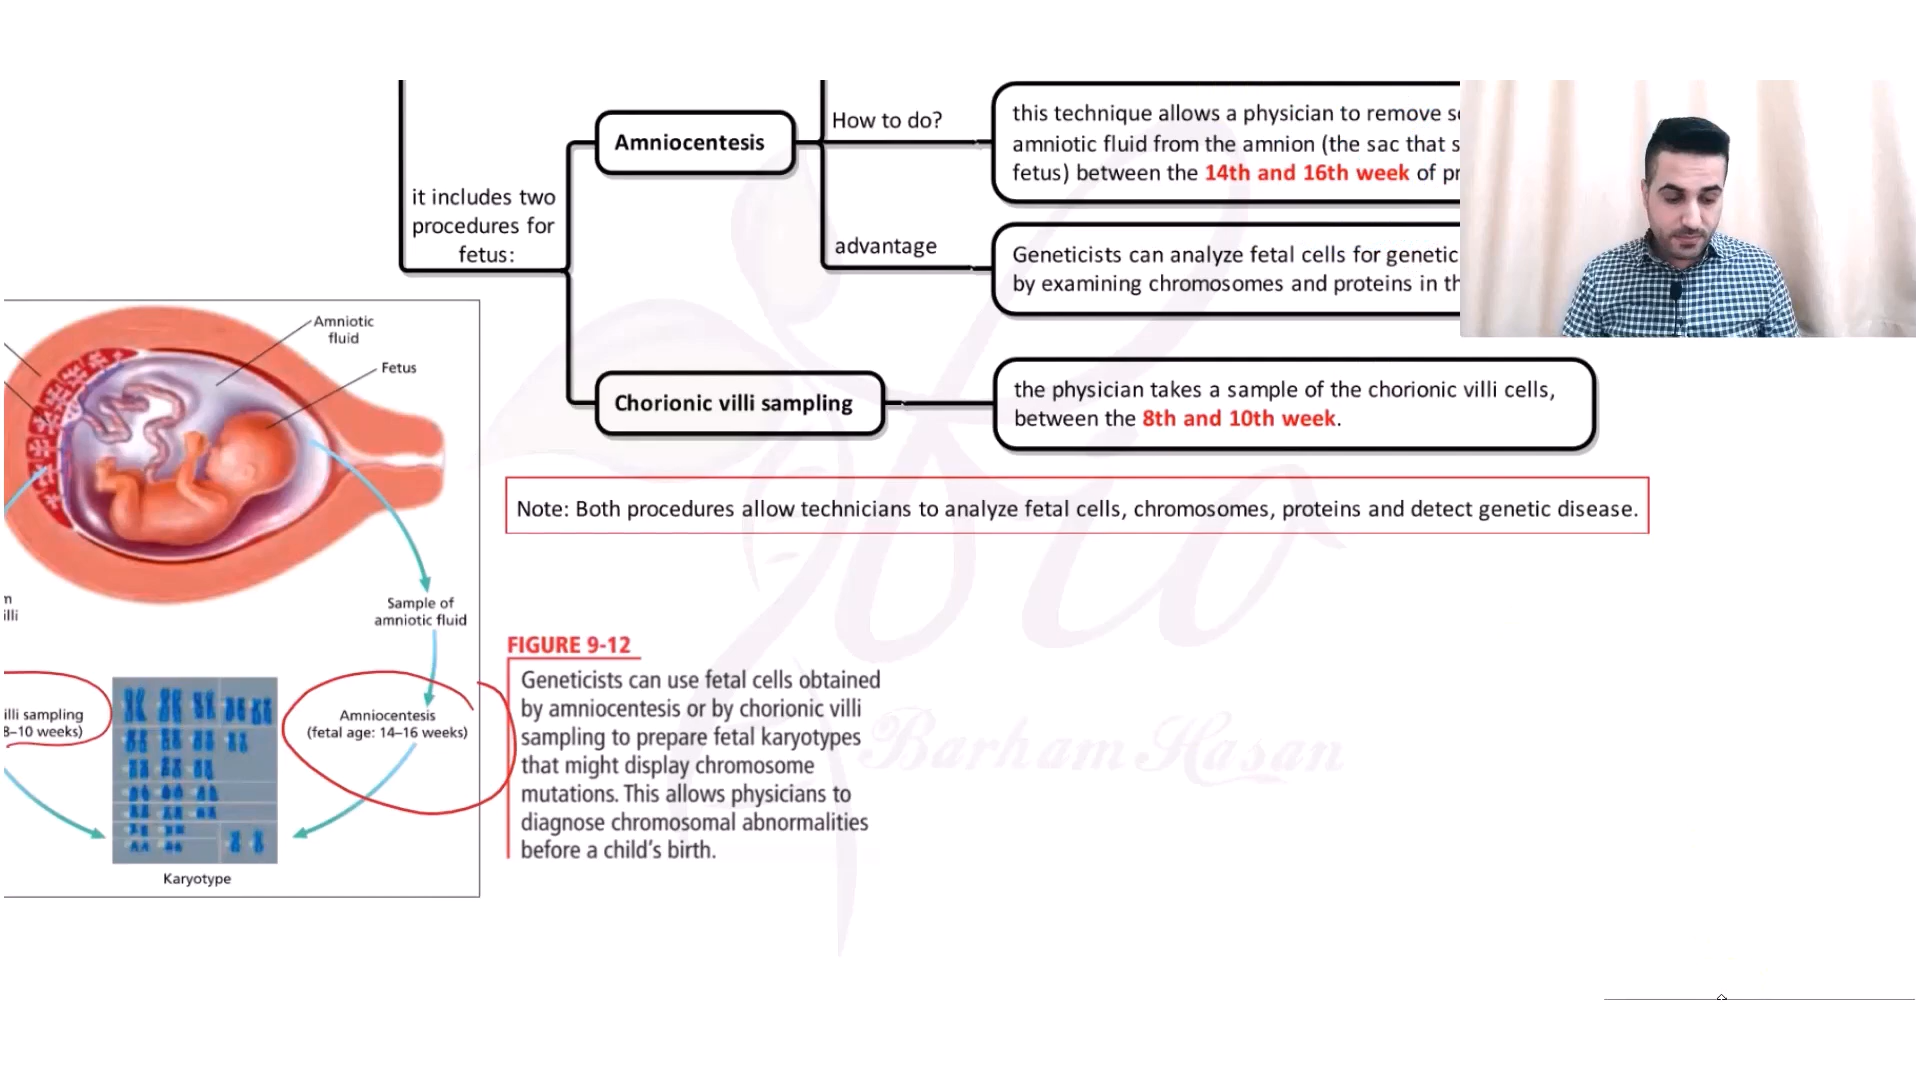 How to do?
this technique allows a physician to remove
amniotic fluid from the amnion (the sac that
fetus) between the 14th and 16th week of
Amniocentesis
it includes two
procedures for
fetus:
advantage
Geneticists can analyze fetal cells for genetic
by examining chromosomes and proteins in
Chorionic villi sampling
the physician takes a sample of the chorionic villi cells,
between the 8th and 10th week.
Note: Both procedures allow technicians to analyze fetal cells, chromosomes, proteins and detect genetic disease.
Amniotic
fluid
Fetus
Sample of
amniotic fluid
sampling
8–10 weeks)
Amniocentesis
(fetal age: 14–16 weeks)
Karyotype
FIGURE 9-12
Geneticists can use fetal cells obtained
by amniocentesis or by chorionic villi
sampling to prepare fetal karyotypes
that might display chromosome
mutations. This allows physicians to
diagnose chromosomal abnormalities
before a child's birth.
Bio
Barham Hasan